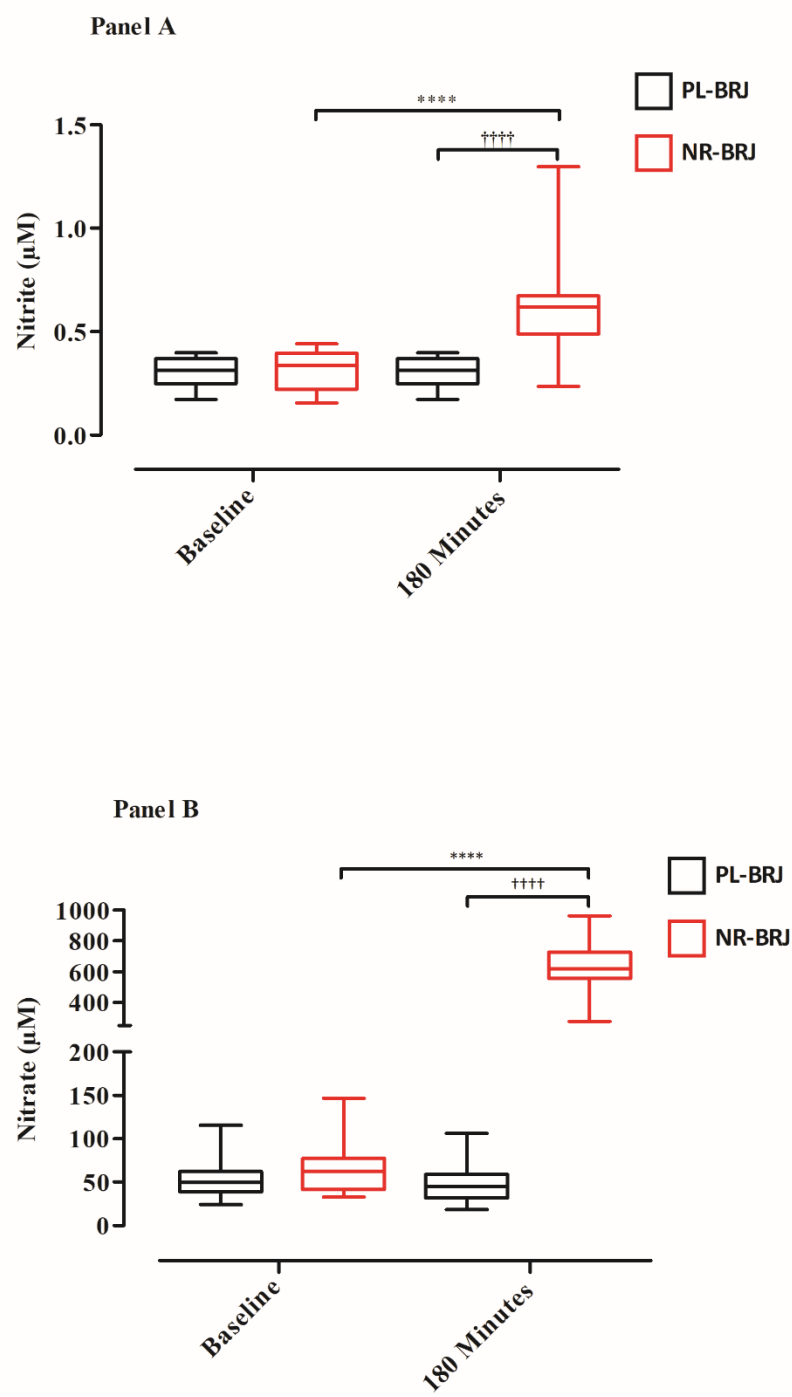 Panel A
PL-BRJ
NR-BRJ
****
††††
1.5
1.0
0.5
0.0
Nitrite (μM)
Baseline
180 Minutes
Panel B
PL-BRJ
NR-BRJ
****
††††
1000
800
600
400
200
150
100
50
0
Nitrate (μM)
Baseline
180 Minutes